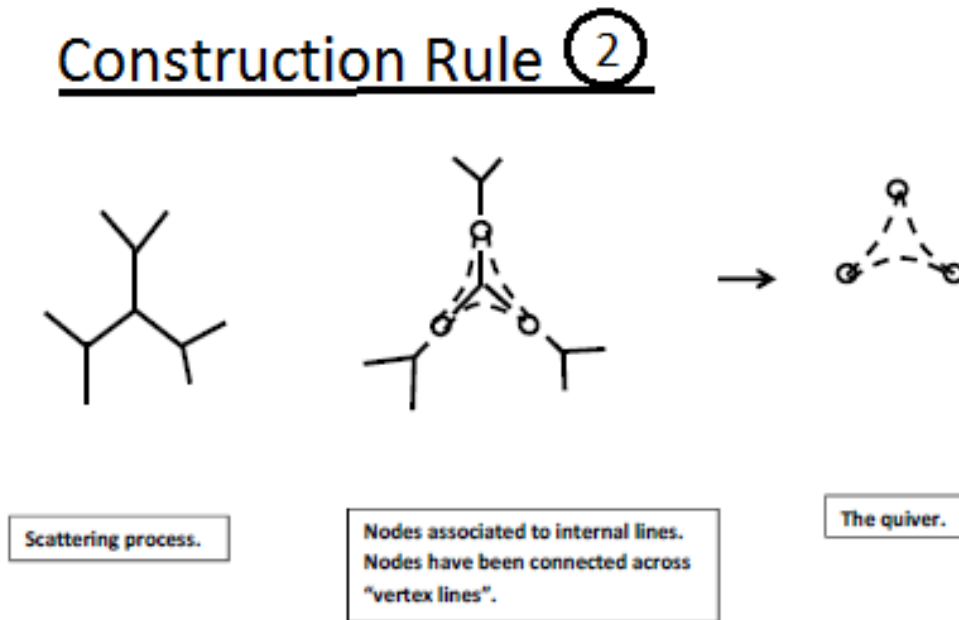 Construction Rule 2
Scattering process.
Nodes associated to internal lines.
Nodes have been connected across
“vertex lines”.
The quiver.